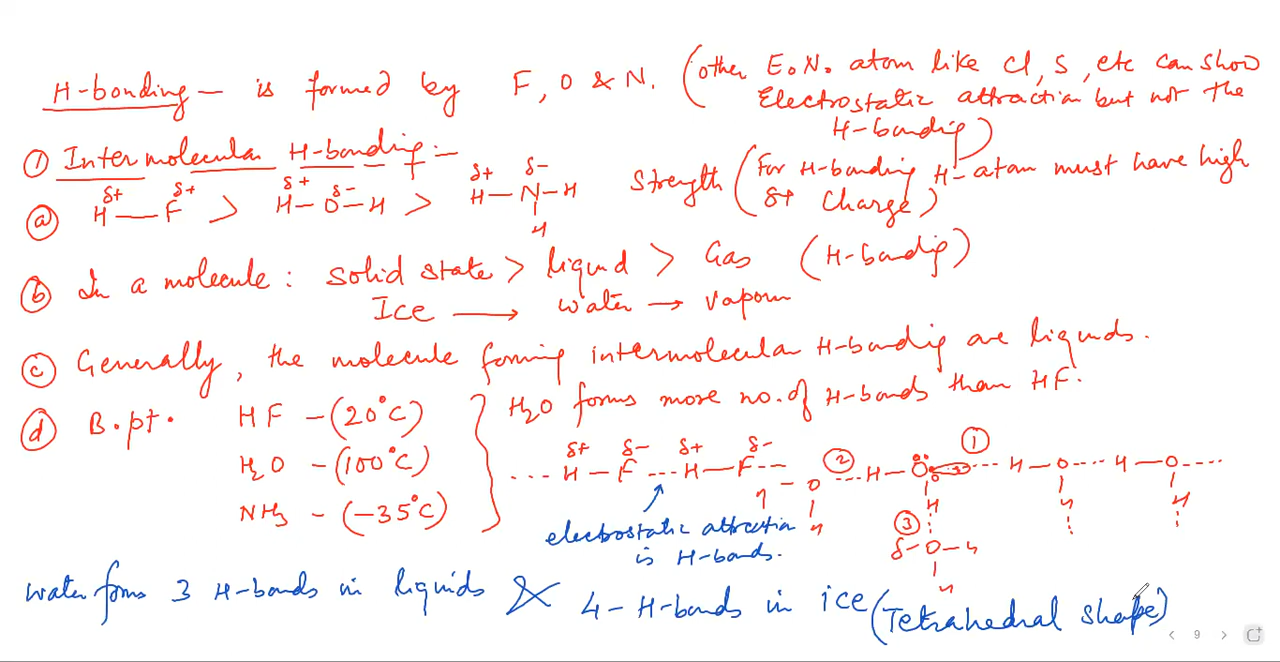 H-bonding — is formed by F, O & N. (other E.N. atom like Cl, S, etc can show
Electrostatic attraction but not the
H-bonding)
① Intermolecular H-bonding:—
δ+ δ+ δ+ δ- δ+ δ- Strength (For H-bonding H-atom must have high
ⓐ H—F > H—O—H > H—N—H δ+ charge)
H
ⓑ In a molecule: solid state > liquid > Gas (H-bonding)
Ice → water → vapour
ⓒ Generally, the molecule forming intermolecular H-bonding are liquids.
ⓓ B.pt. HF -(20°C) H₂O forms more no. of H-bonds than HF.
H₂O -(100°C)
NH₃ - (-35°C)
δ+ δ- δ+ δ- ② ①
....H—F....H—F--- -O....H—O....H—O....H—O....
H H H H
electrostatic attraction
is H-bonds.
③
δ-O-H
H
water forms 3 H-bonds in liquids & 4-H-bonds in ice (Tetrahedral shape)
9